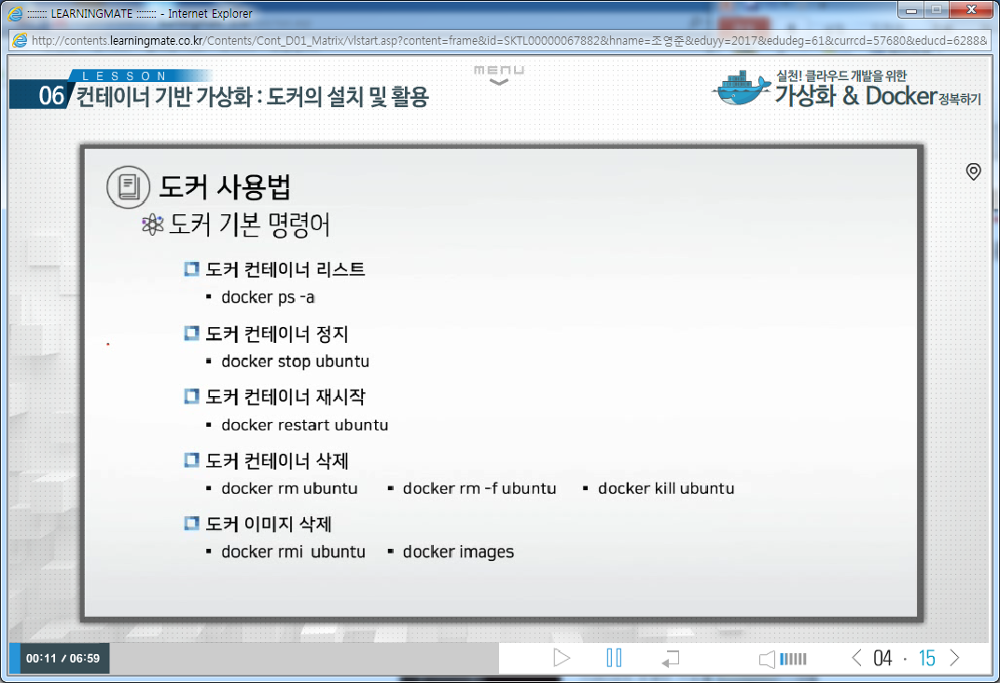 :::::::: LEARNINGMATE :::::::: - Internet Explorer
http://contents.learningmate.co.kr/Contents/Cont_D01_Matrix/vlstart.asp?content=frame&id=SKTL00000067882&hname=조영준&eduyy=2017&edudeg=61&currcd=57680&educd=6288&
LESSON
06 컨테이너 기반 가상화 : 도커의 설치 및 활용
MENU
실전! 클라우드 개발을 위한
가상화 & Docker 정복하기
도커 사용법
도커 기본 명령어
도커 컨테이너 리스트
▪ docker ps -a
도커 컨테이너 정지
▪ docker stop ubuntu
도커 컨테이너 재시작
▪ docker restart ubuntu
도커 컨테이너 삭제
▪ docker rm ubuntu ▪ docker rm -f ubuntu ▪ docker kill ubuntu
도커 이미지 삭제
▪ docker rmi ubuntu ▪ docker images
00:11 / 06:59
04 · 15